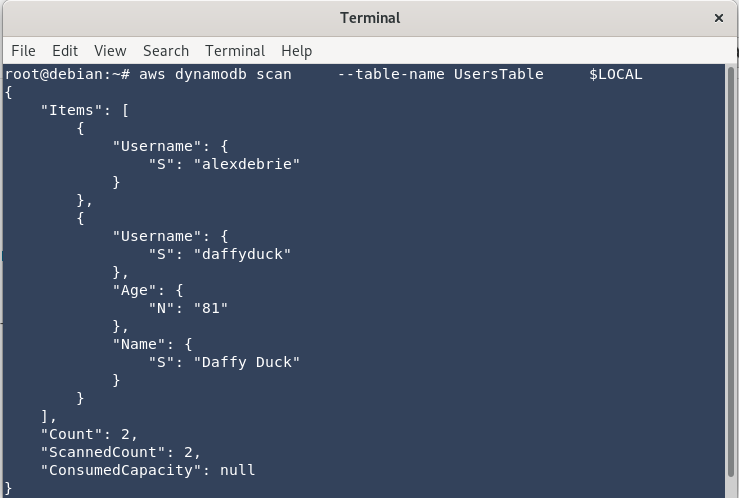 Terminal
×
File Edit View Search Terminal Help
root@debian:~# aws dynamodb scan     --table-name UsersTable     $LOCAL
{
    "Items": [
        {
            "Username": {
                "S": "alexdebrie"
            }
        },
        {
            "Username": {
                "S": "daffyduck"
            },
            "Age": {
                "N": "81"
            },
            "Name": {
                "S": "Daffy Duck"
            }
        }
    ],
    "Count": 2,
    "ScannedCount": 2,
    "ConsumedCapacity": null
}